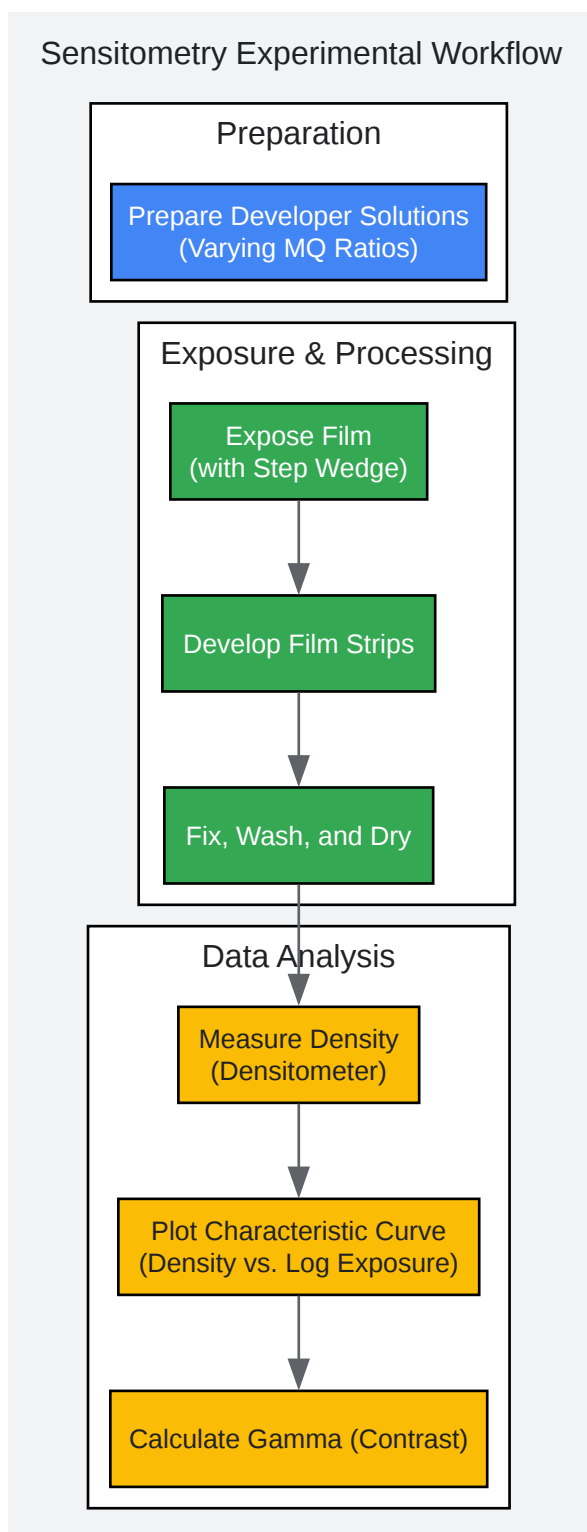 Sensitometry Experimental Workflow
Preparation
Prepare Developer Solutions
(Varying MQ Ratios)
Exposure & Processing
Expose Film
(with Step Wedge)
Develop Film Strips
Fix, Wash, and Dry
Data Analysis
Measure Density
(Densitometer)
Plot Characteristic Curve
(Density vs. Log Exposure)
Calculate Gamma (Contrast)